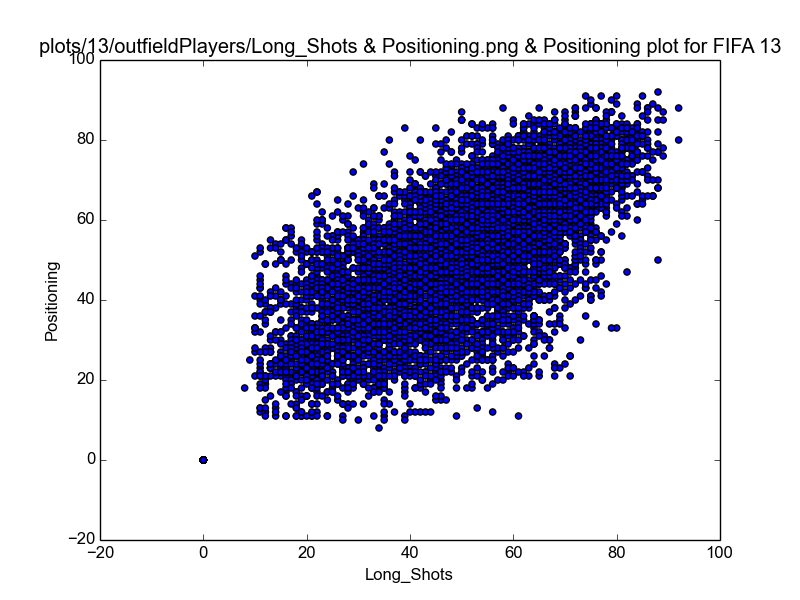 plots/13/outfieldPlayers/Long_Shots & Positioning.png & Positioning plot for FIFA 13
100
80
60
40
20
0
−20
Positioning
−20 0 20 40 60 80 100
Long_Shots